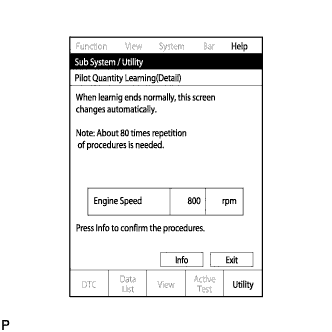 Function View System Bar Help
Sub System / Utility
Pilot Quantity Learning(Detail)
When learnig ends normally, this screen
changes automatically.
Note: About 80 times repetition
of procedures is needed.
Engine Speed 800 rpm
Press Info to confirm the procedures.
Info Exit
DTC Data List View Active Test Utility
P